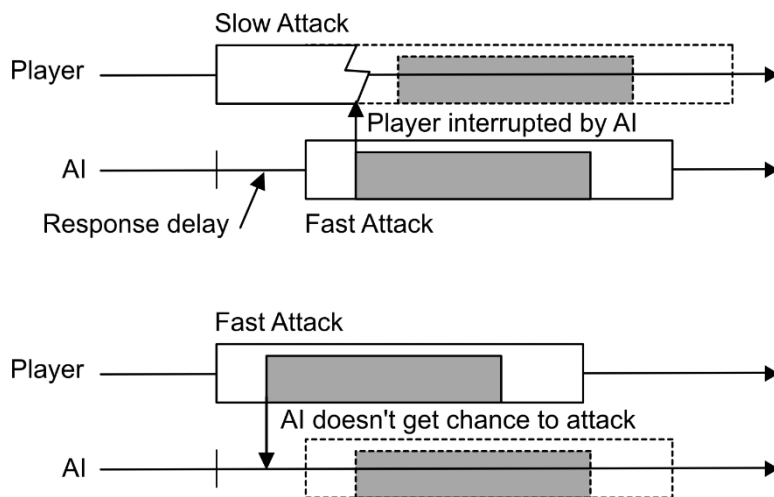 Slow Attack
Player
Player interrupted by AI
AI
Response delay
Fast Attack
Fast Attack
Player
AI doesn't get chance to attack
AI